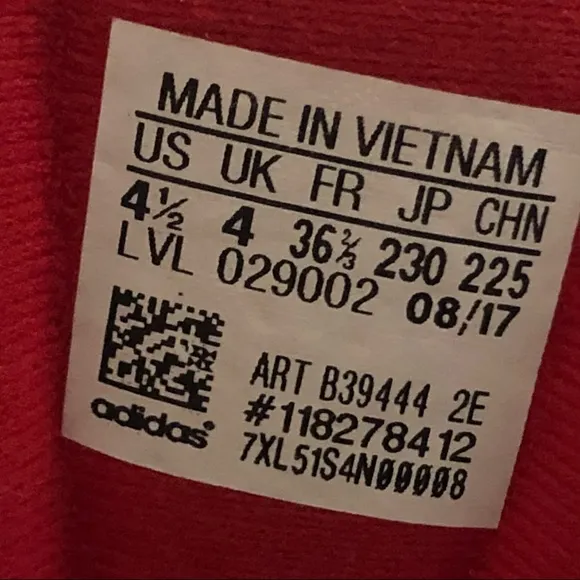 MADE IN VIETNAM
US UK FR JP CHN
4½ 4 36⅔ 230 225
LVL 029002 08/17
ART B39444 2E
#118278412
7XL51S4N00008
adidas